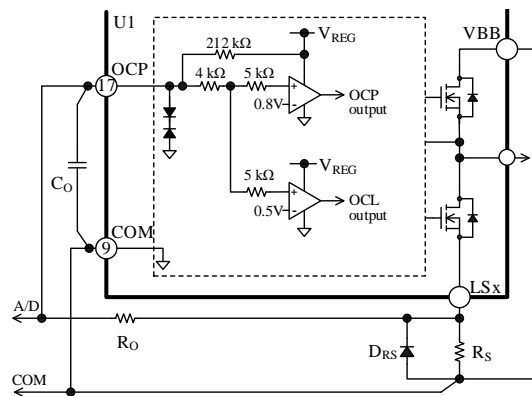 U1
VBB
VREG
212 kΩ
OCP
17
4 kΩ
5 kΩ
+
-
0.8V
OCP
output
VREG
CO
5 kΩ
+
-
0.5V
OCL
output
COM
9
LSx
A/D
RO
DRS
RS
COM